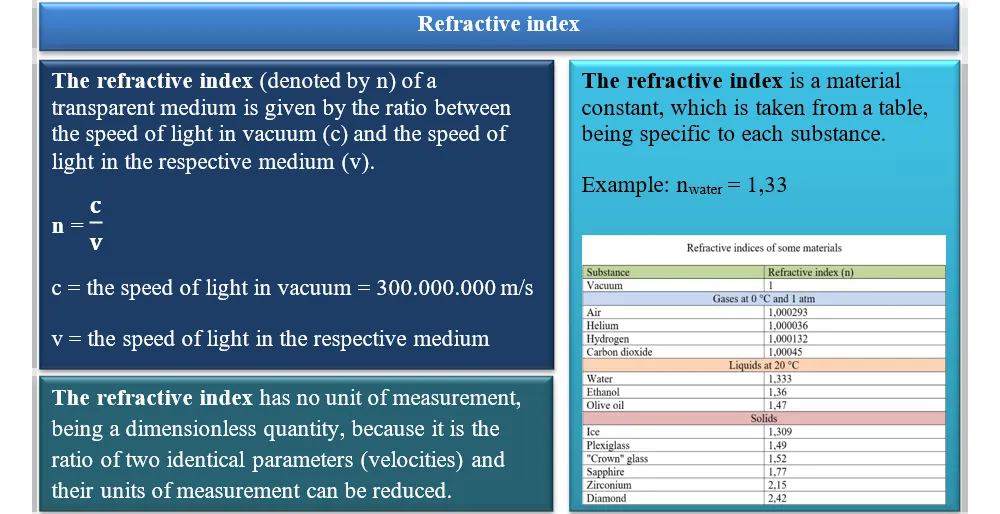 Refractive index
The refractive index (denoted by n) of a
transparent medium is given by the ratio between
the speed of light in vacuum (c) and the speed of
light in the respective medium (v).
n = c/v
c = the speed of light in vacuum = 300.000.000 m/s
v = the speed of light in the respective medium
The refractive index has no unit of measurement,
being a dimensionless quantity, because it is the
ratio of two identical parameters (velocities) and
their units of measurement can be reduced.
The refractive index is a material
constant, which is taken from a table,
being specific to each substance.
Example: nwater = 1,33
Refractive indices of some materials
Substance Refractive index (n)
Vacuum 1
Gases at 0 °C and 1 atm
Air 1,000293
Helium 1,000036
Hydrogen 1,000132
Carbon dioxide 1,00045
Liquids at 20 °C
Water 1,333
Ethanol 1,36
Olive oil 1,47
Solids
Ice 1,309
Plexiglass 1,49
"Crown" glass 1,52
Sapphire 1,77
Zirconium 2,15
Diamond 2,42